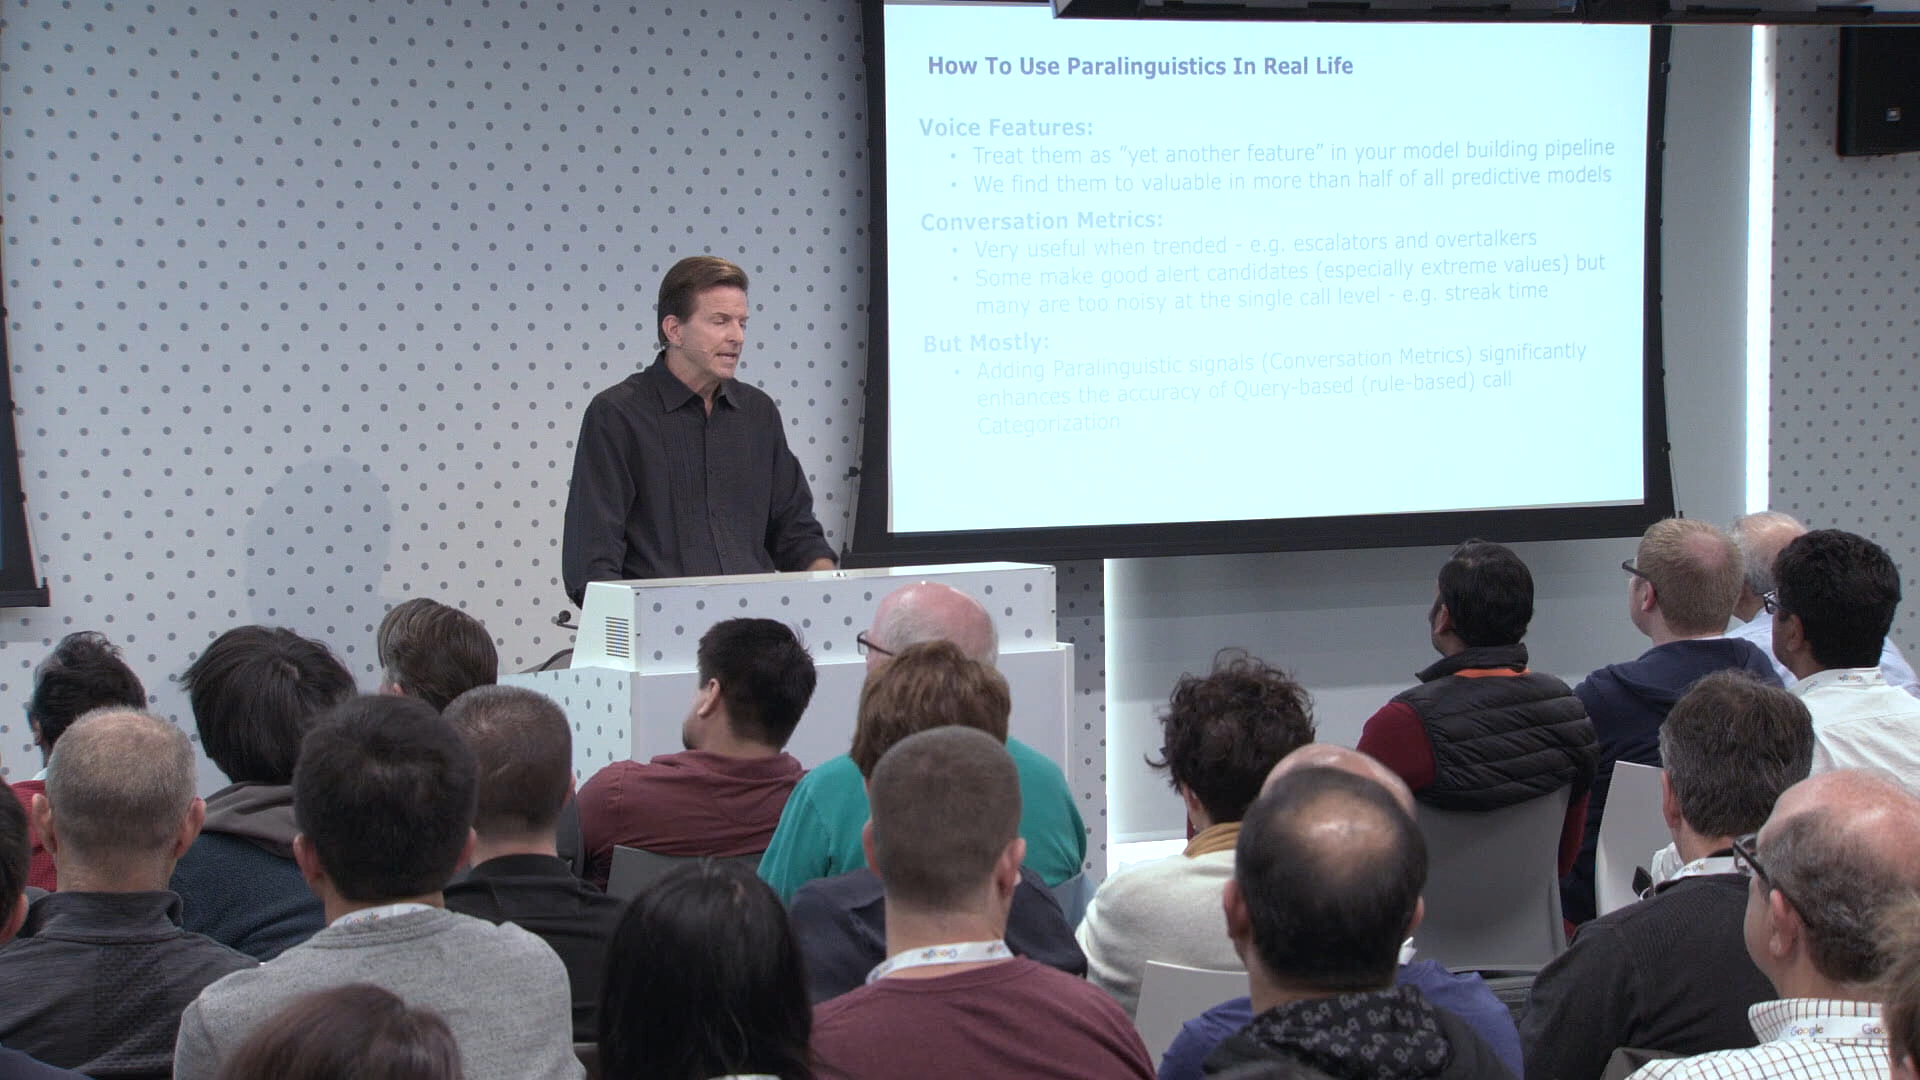 How To Use Paralinguistics In Real Life
Voice Features:
• Treat them as “yet another feature” in your model building pipeline
• We find them to valuable in more than half of all predictive models
Conversation Metrics:
• Very useful when trended - e.g. escalators and overtalkers
• Some make good alert candidates (especially extreme values) but
many are too noisy at the single call level - e.g. streak time
But Mostly:
• Adding Paralinguistic signals (Conversation Metrics) significantly
enhances the accuracy of Query-based (rule-based) call
Categorization
Google
Google
Google